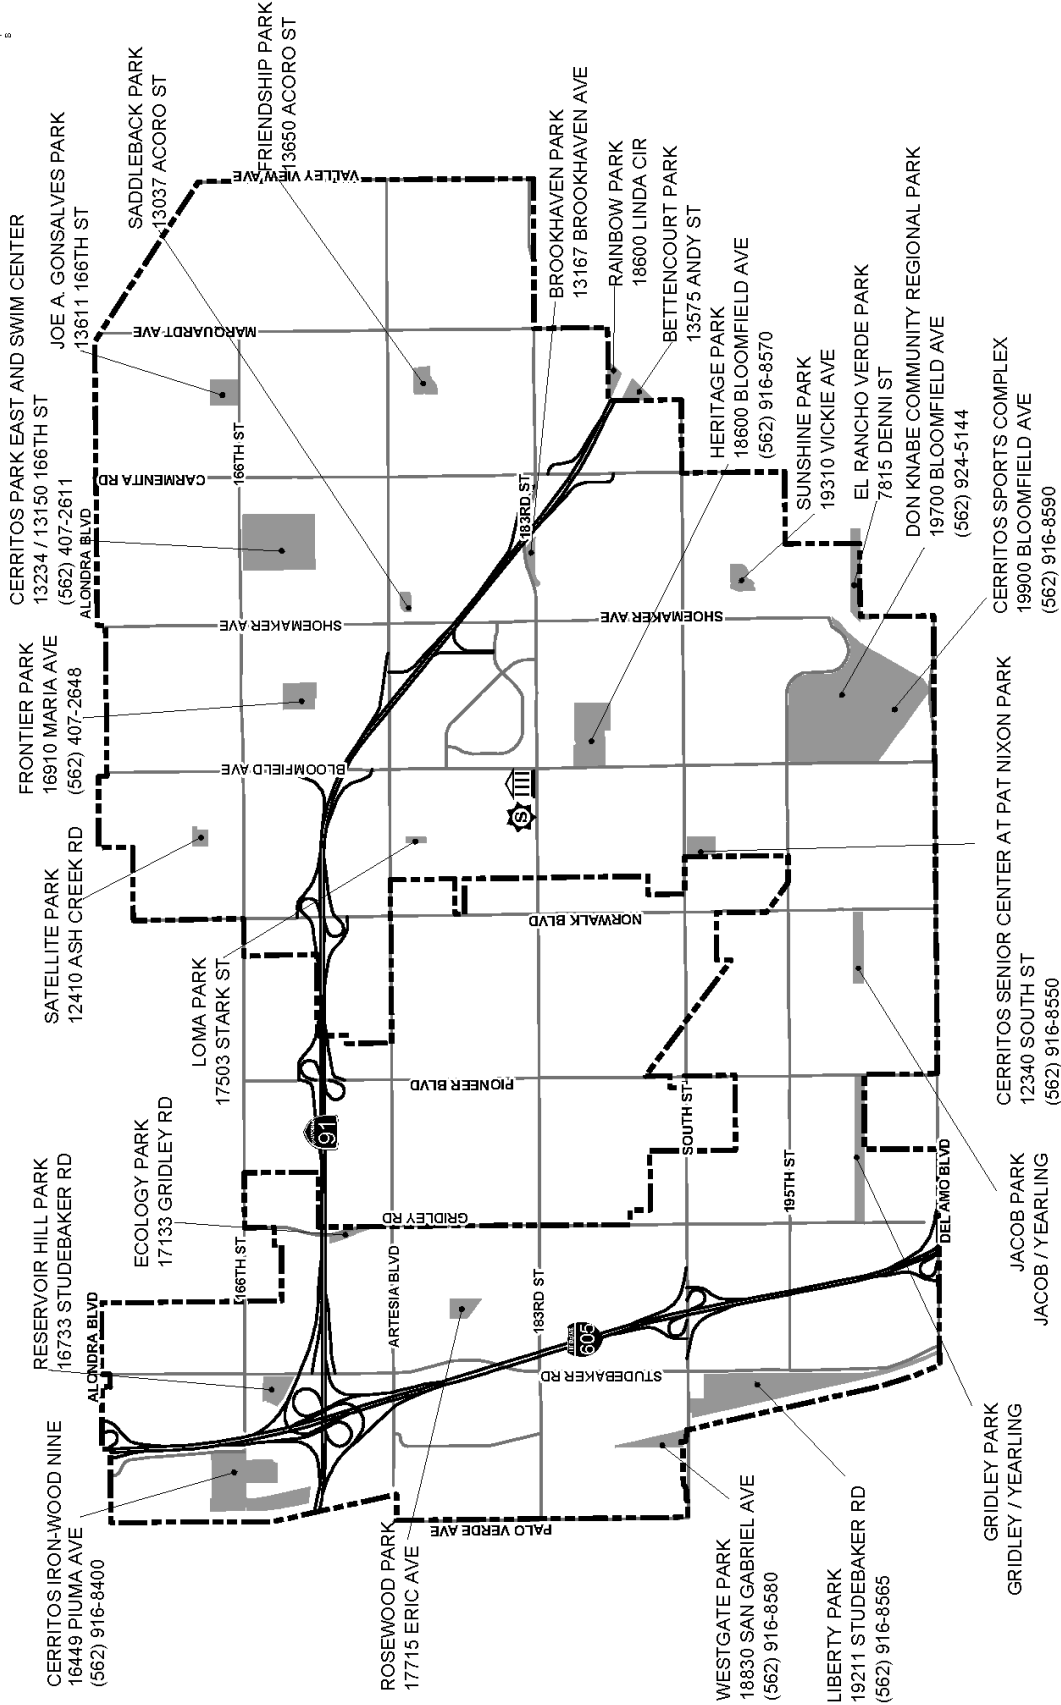 CERRITOS IRON-WOOD NINE
16449 PIUMA AVE
(562) 916-8400
RESERVOIR HILL PARK
16733 STUDEBAKER RD
ECOLOGY PARK
17133 GRIDLEY RD
SATELLITE PARK
12410 ASH CREEK RD
LOMA PARK
17503 STARK ST
FRONTIER PARK
16910 MARIA AVE
(562) 407-2648
CERRITOS PARK EAST AND SWIM CENTER
13234 / 13150 166TH ST
(562) 407-2611
JOE A. GONSALVES PARK
13611 166TH ST
SADDLEBACK PARK
13037 ACORO ST
FRIENDSHIP PARK
13650 ACORO ST
ALONDRA BLVD
ALONDRA BLVD
166TH ST
166TH ST
91
ARTESIA BLVD
183RD ST
183RD ST
605
SOUTH ST
195TH ST
DEL AMO BLVD
PALO VERDE AVE
STUDEBAKER RD
GRIDLEY RD
PIONEER BLVD
NORWALK BLVD
BLOOMFIELD AVE
SHOEMAKER AVE
SHOEMAKER AVE
CARMENITA RD
MARQUARDT AVE
VALLEY VIEW AVE
S
ROSEWOOD PARK
17715 ERIC AVE
BROOKHAVEN PARK
13167 BROOKHAVEN AVE
RAINBOW PARK
18600 LINDA CIR
BETTENCOURT PARK
13575 ANDY ST
HERITAGE PARK
18600 BLOOMFIELD AVE
(562) 916-8570
SUNSHINE PARK
19310 VICKIE AVE
EL RANCHO VERDE PARK
7815 DENNI ST
DON KNABE COMMUNITY REGIONAL PARK
19700 BLOOMFIELD AVE
(562) 924-5144
CERRITOS SPORTS COMPLEX
19900 BLOOMFIELD AVE
(562) 916-8590
CERRITOS SENIOR CENTER AT PAT NIXON PARK
12340 SOUTH ST
(562) 916-8550
JACOB PARK
JACOB / YEARLING
GRIDLEY PARK
GRIDLEY / YEARLING
LIBERTY PARK
19211 STUDEBAKER RD
(562) 916-8565
WESTGATE PARK
18830 SAN GABRIEL AVE
(562) 916-8580